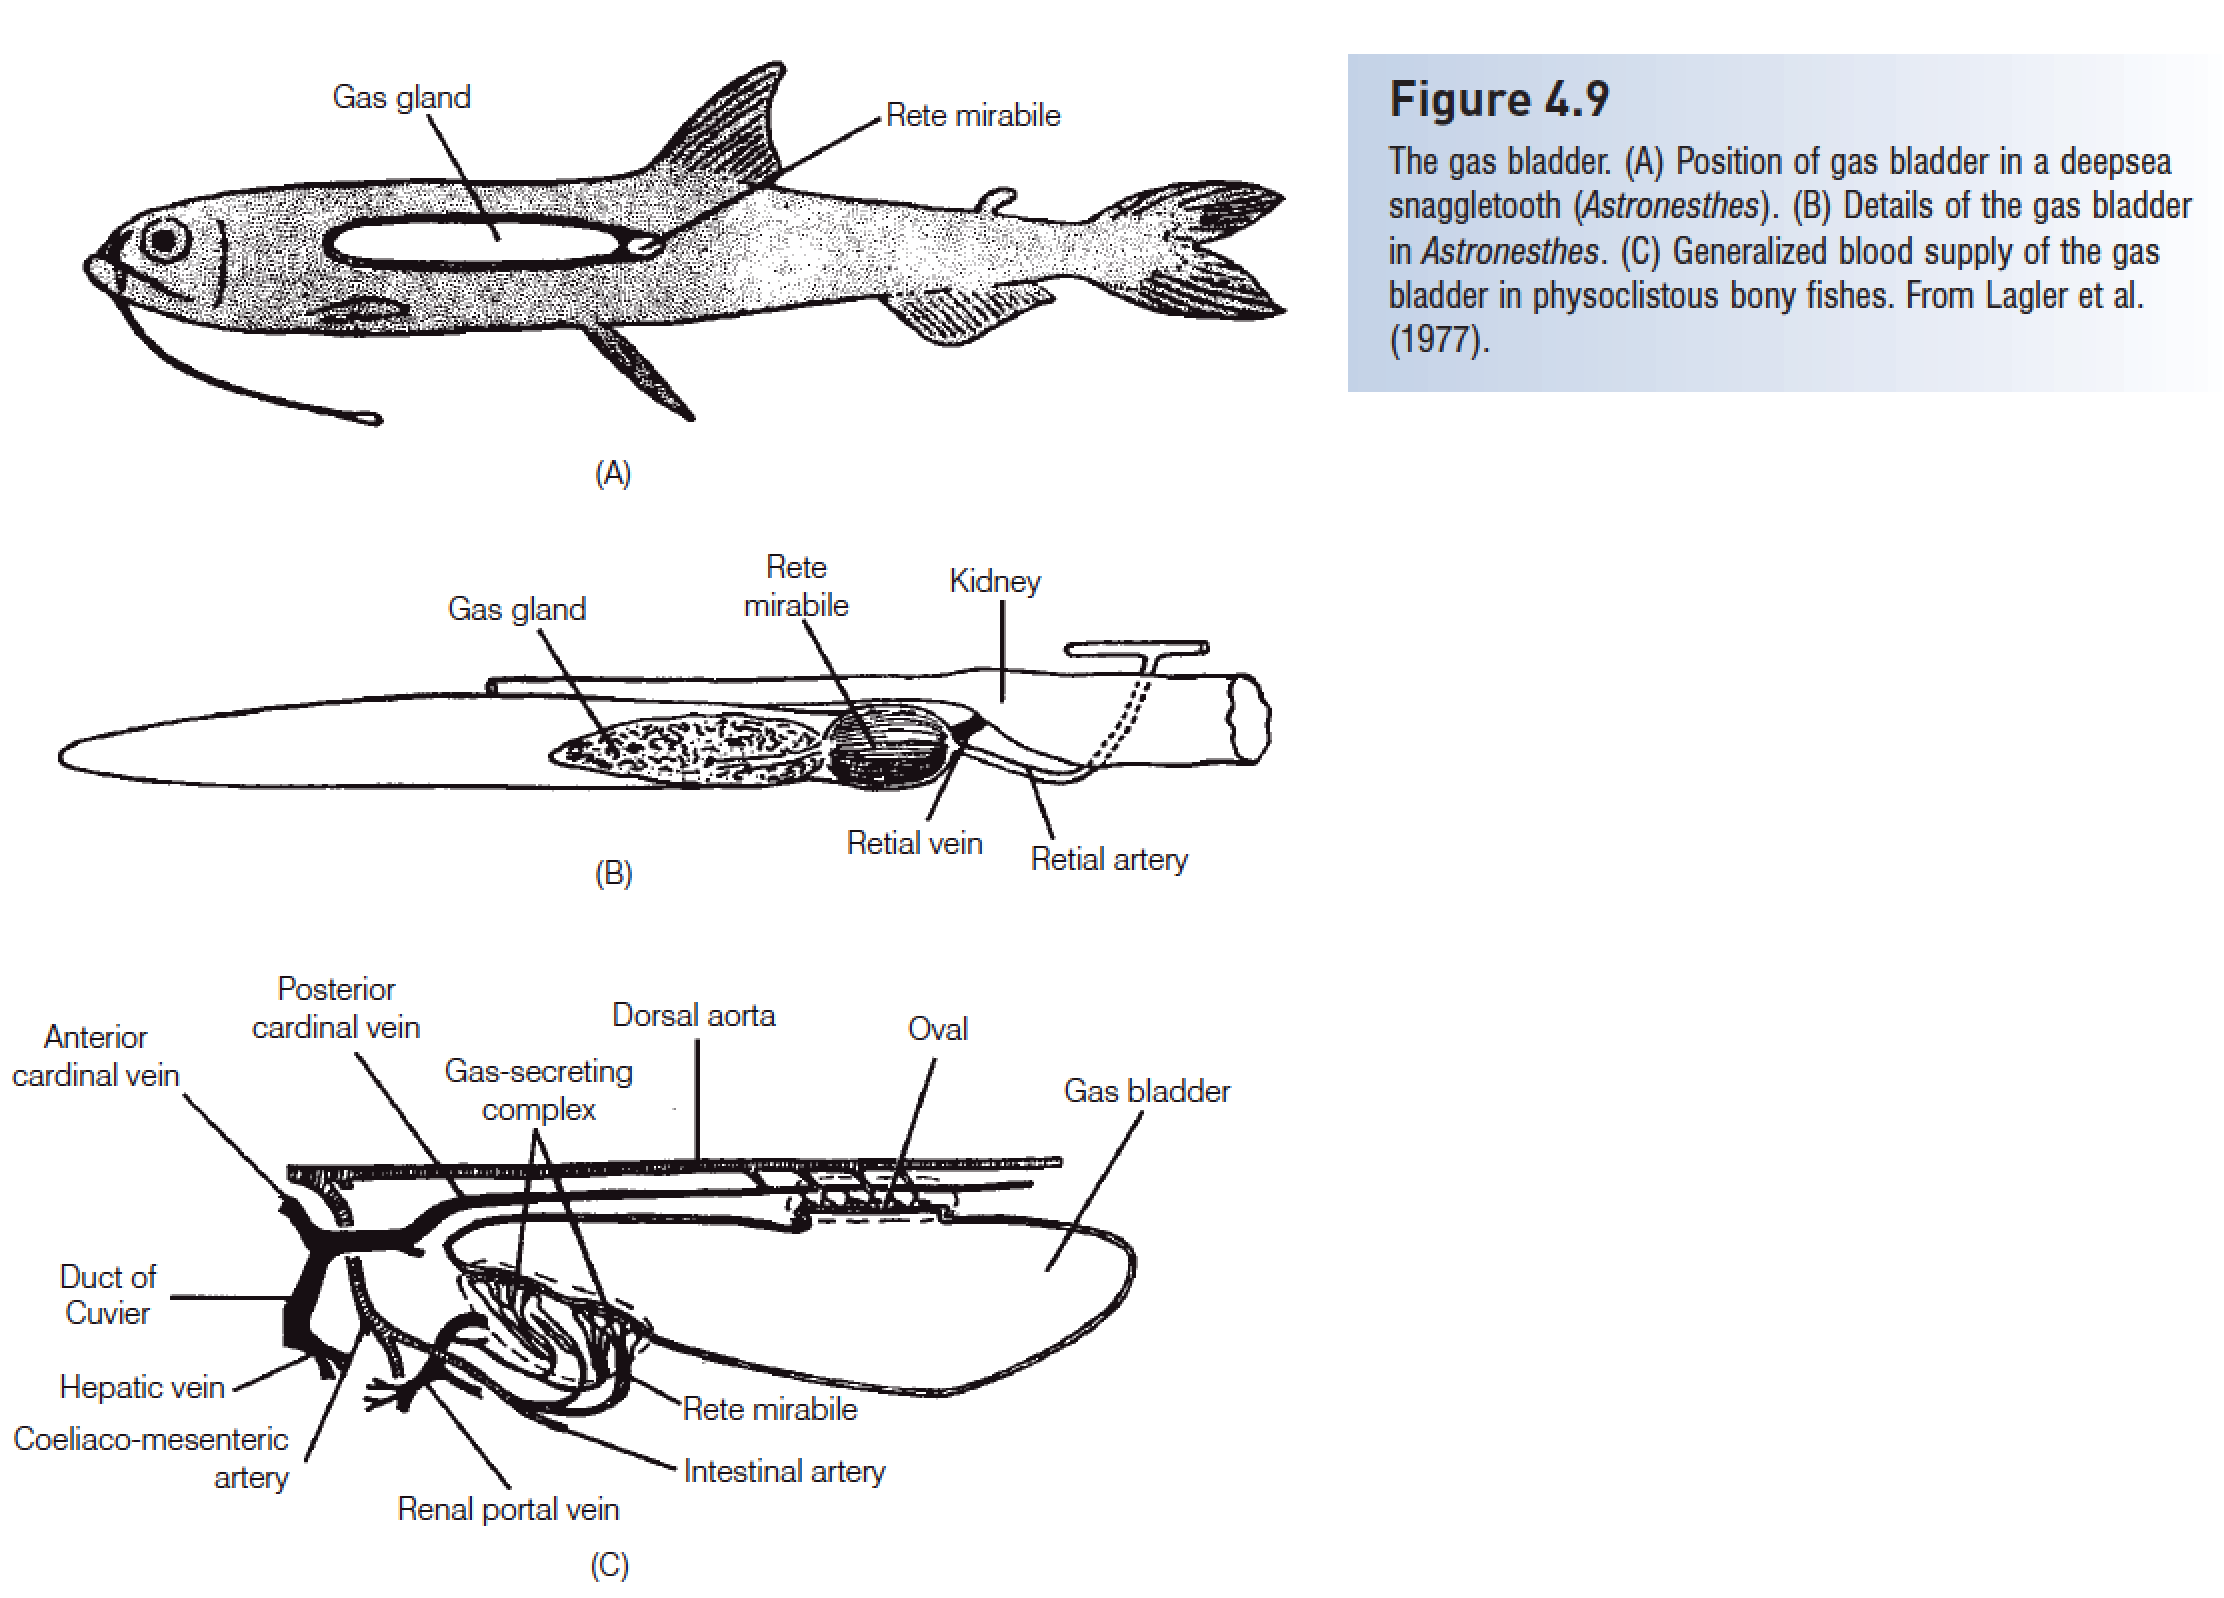 Gas gland
Rete mirabile
(A)
Figure 4.9
The gas bladder. (A) Position of gas bladder in a deepsea
snaggletooth (Astronesthes). (B) Details of the gas bladder
in Astronesthes. (C) Generalized blood supply of the gas
bladder in physoclistous bony fishes. From Lagler et al.
(1977).
Rete
mirabile
Kidney
Gas gland
Retial vein
Retial artery
(B)
Posterior
cardinal vein
Anterior
cardinal vein
Dorsal aorta
Oval
Gas-secreting
complex
Gas bladder
Duct of
Cuvier
Hepatic vein
Coeliaco-mesenteric
artery
Rete mirabile
Intestinal artery
Renal portal vein
(C)